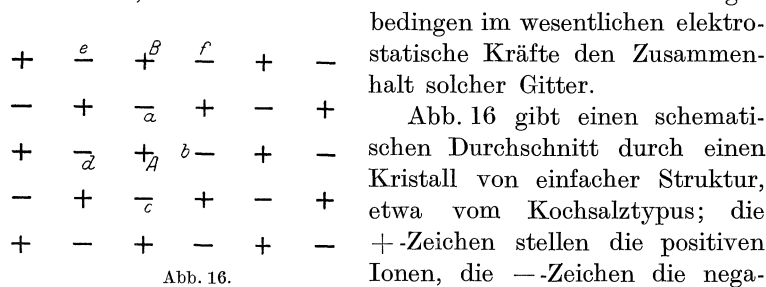 bedingen im wesentlichen elektro-
statische Kräfte den Zusammen-
halt solcher Gitter.
Abb. 16 gibt einen schemati-
schen Durchschnitt durch einen
Kristall von einfacher Struktur,
etwa vom Kochsalztypus; die
+-Zeichen stellen die positiven
Ionen, die —-Zeichen die nega-
e B f
+ − + − + −
− + − + − +
a
+ − + b − + −
d A
− + − + − +
c
+ − + − + −
Abb. 16.